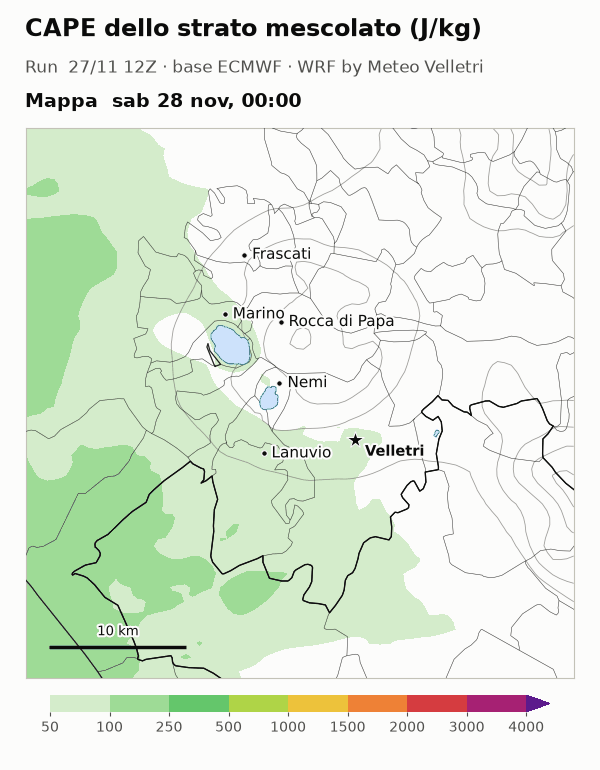 CAPE dello strato mescolato (J/kg)
Run  27/11 12Z · base ECMWF · WRF by Meteo Velletri
Mappa  sab 28 nov, 00:00
Frascati
Marino
Rocca di Papa
Nemi
Velletri
Lanuvio
10 km
50 100 250 500 1000 1500 2000 3000 4000